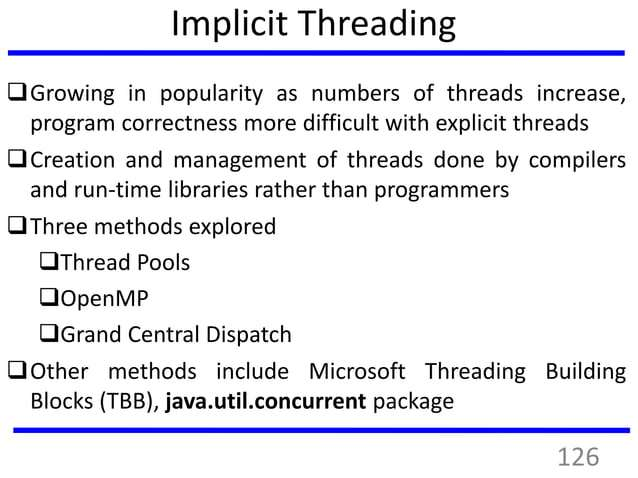 Implicit Threading
❑Growing in popularity as numbers of threads increase,
program correctness more difficult with explicit threads
❑Creation and management of threads done by compilers
and run-time libraries rather than programmers
❑Three methods explored
❑Thread Pools
❑OpenMP
❑Grand Central Dispatch
❑Other methods include Microsoft Threading Building
Blocks (TBB), java.util.concurrent package
126